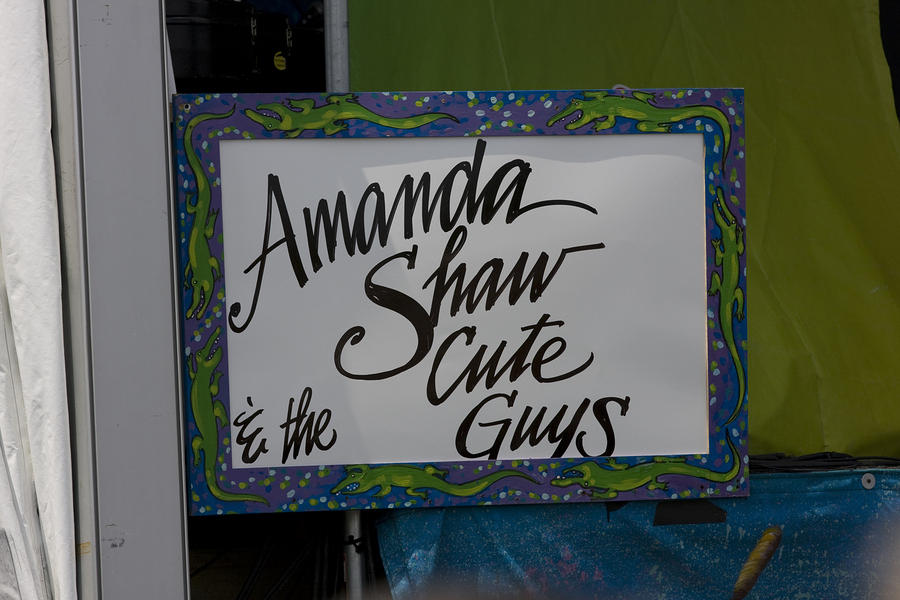 Amanda
Shaw
& the Cute
Guys